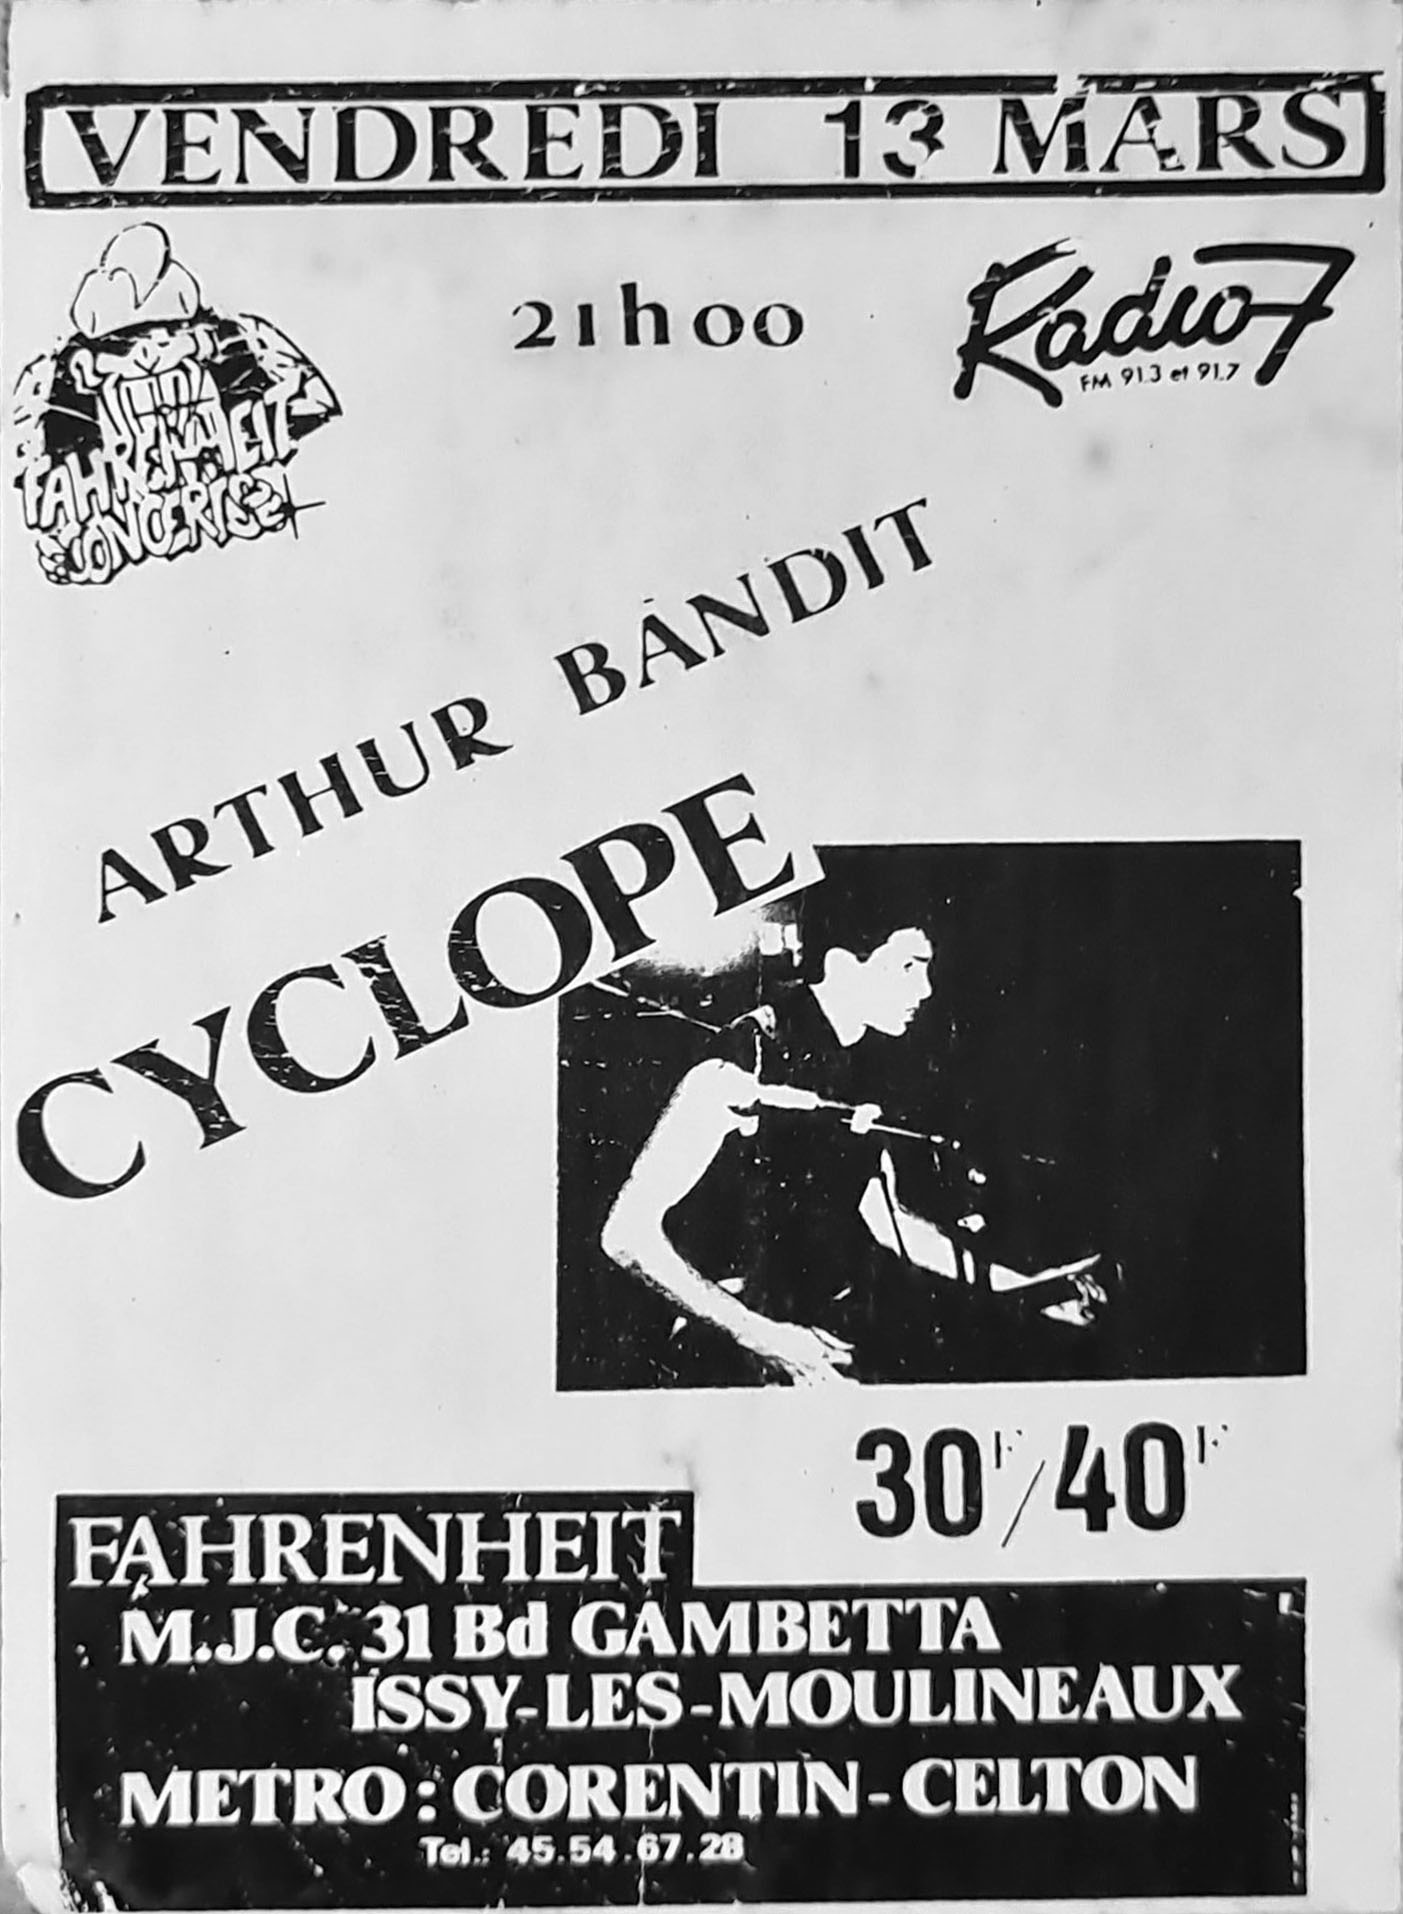 VENDREDI 13 MARS
21h00
Radio 7
FM 91.3 et 91.7
2
FAHRENHEIT
CONCERTS
ARTHUR BANDIT
CYCLOPE
30F/40F
FAHRENHEIT
M.J.C. 31 Bd GAMBETTA
ISSY-LES-MOULINEAUX
METRO: CORENTIN-CELTON
Tel.: 45.54.67.28